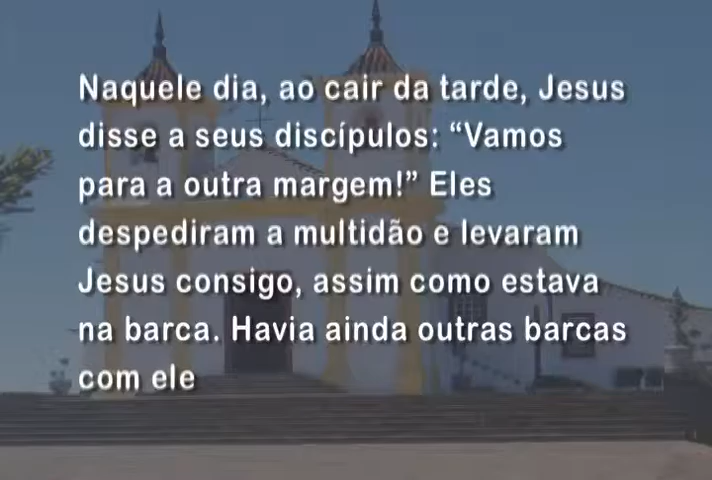 Naquele dia, ao cair da tarde, Jesus
disse a seus discípulos: “Vamos
para a outra margem!” Eles
despediram a multidão e levaram
Jesus consigo, assim como estava
na barca. Havia ainda outras barcas
com ele